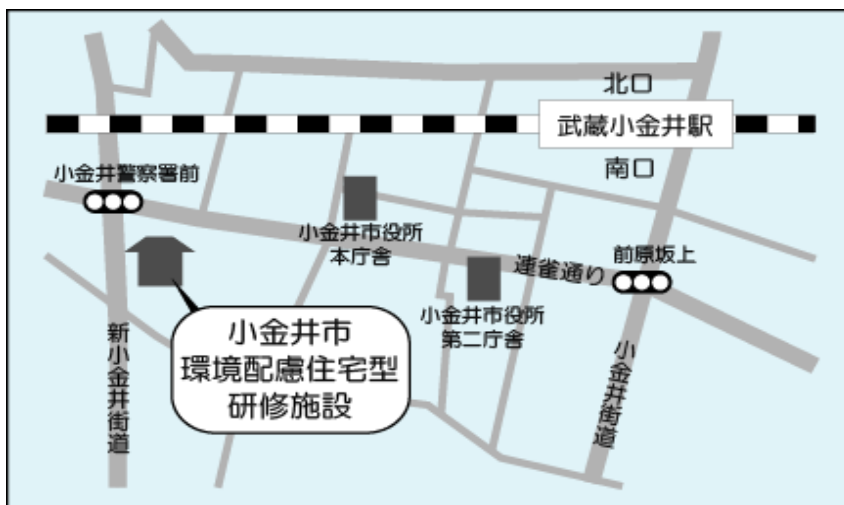 北口
武蔵小金井駅
南口
小金井警察署前
小金井市役所
本庁舎
連雀通り
前原坂上
小金井市役所
第二庁舎
小金井市
環境配慮住宅型
研修施設
新小金井街道
小金井街道